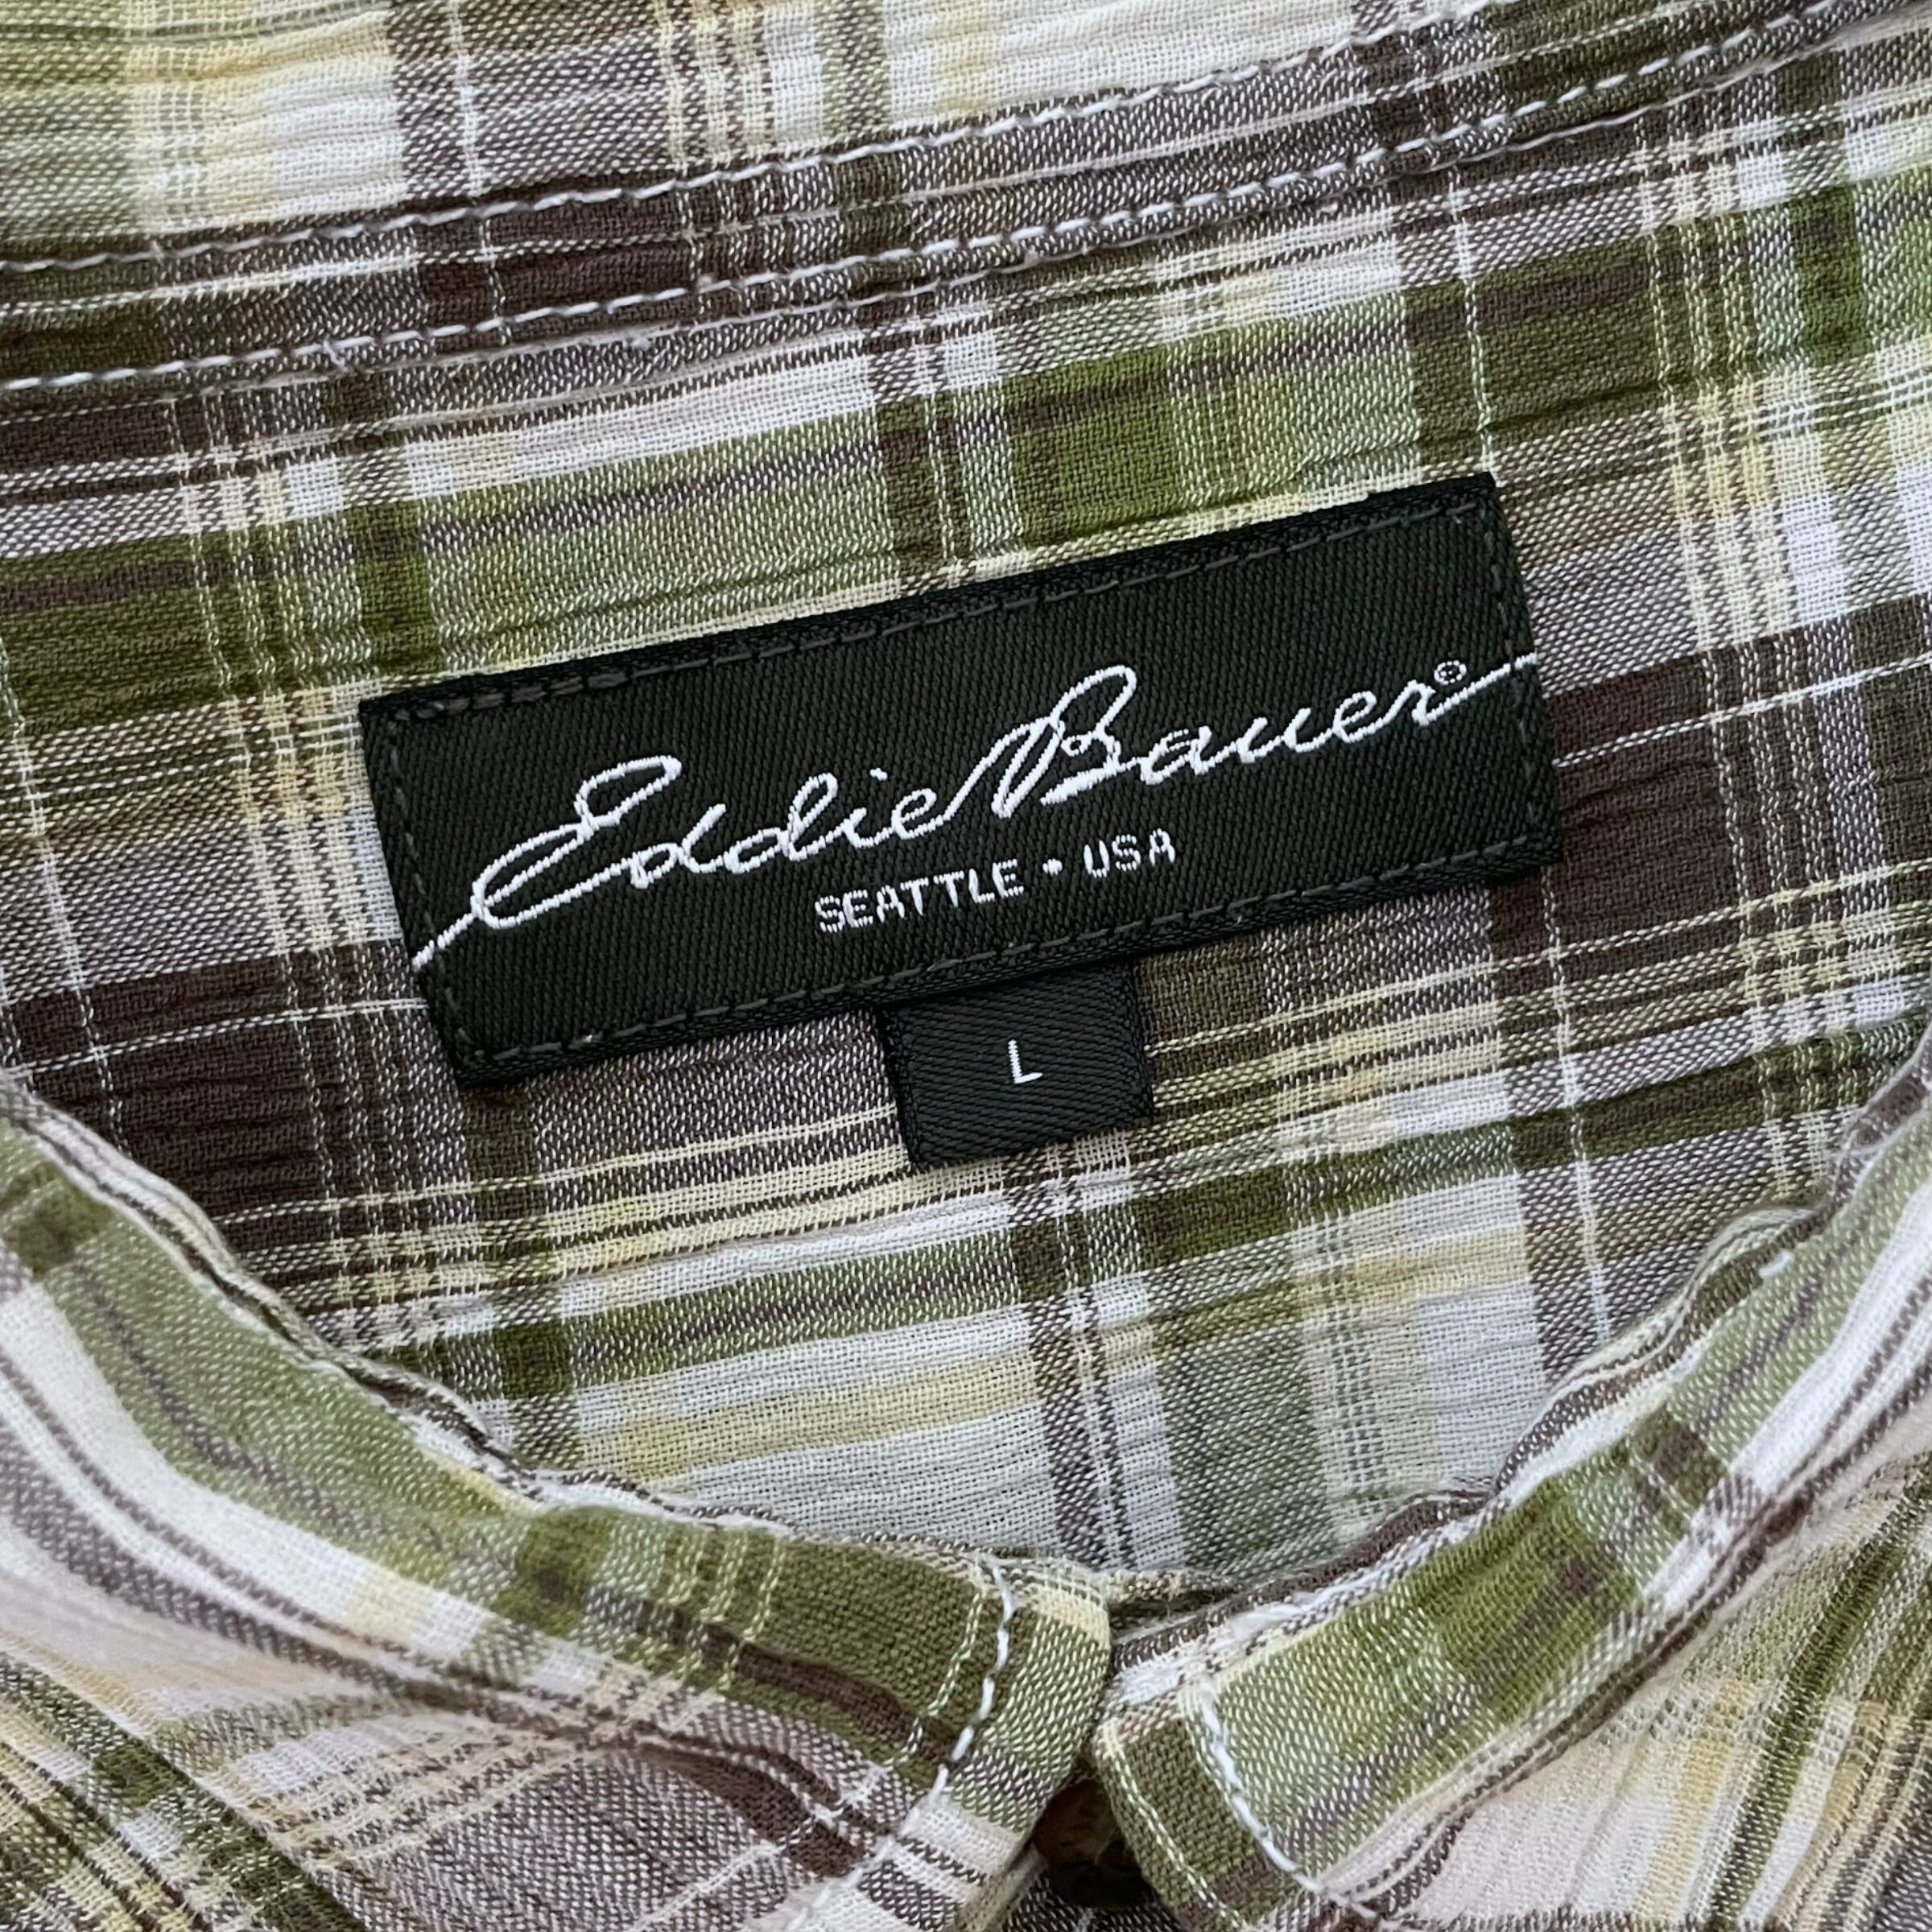 Eddie Bauer®
SEATTLE • USA
L